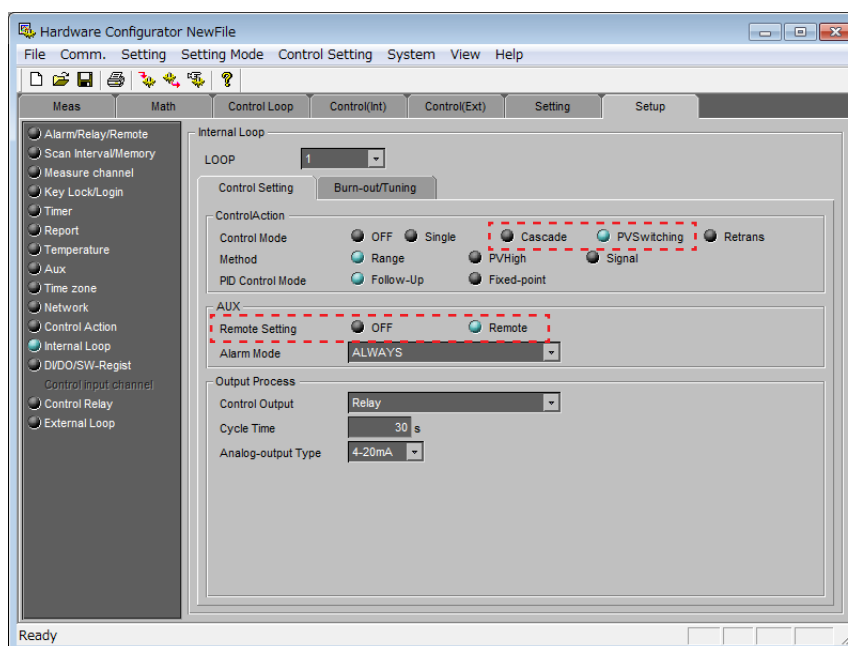 Hardware Configurator NewFile
File Comm. Setting Setting Mode Control Setting System View Help
Meas Math Control Loop Control(Int) Control(Ext) Setting Setup
Alarm/Relay/Remote
Scan Interval/Memory
Measure channel
Key Lock/Login
Timer
Report
Temperature
Aux
Time zone
Network
Control Action
Internal Loop
DI/DO/SW-Regist
Control input channel
Control Relay
External Loop
Internal Loop
LOOP 1
Control Setting Burn-out/Tuning
ControlAction
Control Mode OFF Single Cascade PVSwitching Retrans
Method Range PVHigh Signal
PID Control Mode Follow-Up Fixed-point
AUX
Remote Setting OFF Remote
Alarm Mode ALWAYS
Output Process
Control Output Relay
Cycle Time 30 s
Analog-output Type 4-20mA
Ready